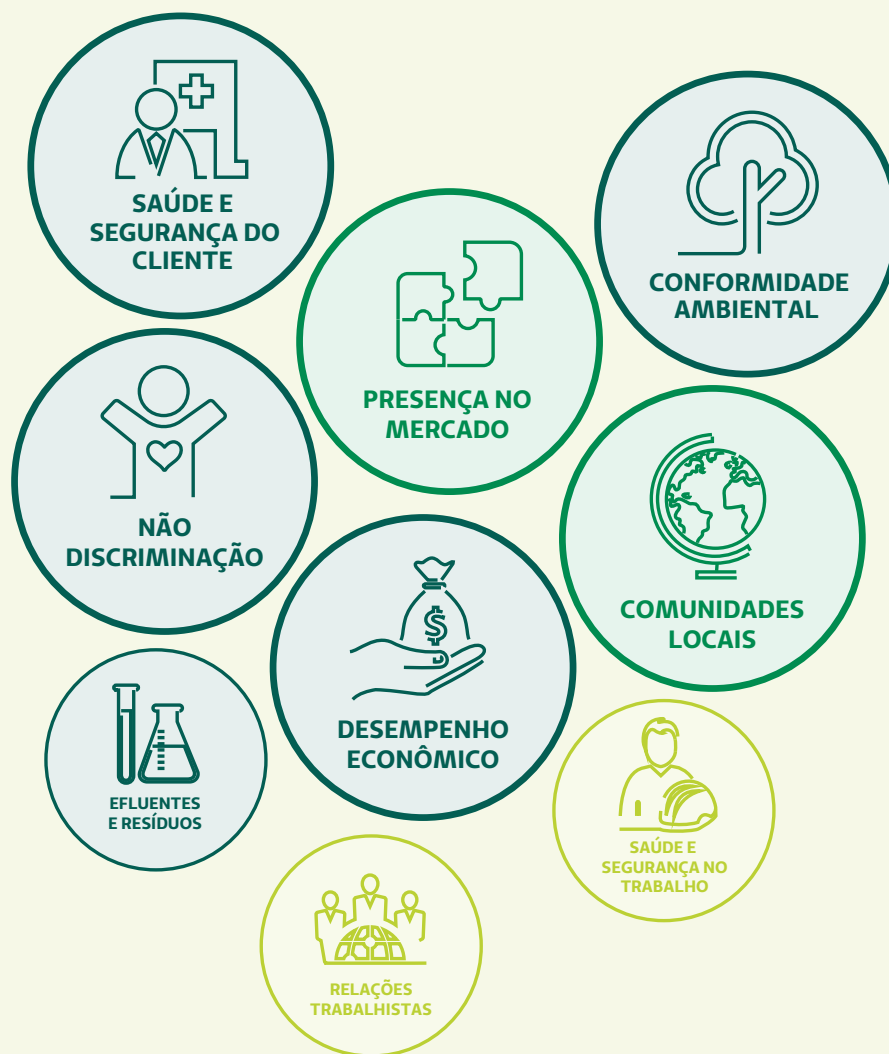 SAÚDE E
SEGURANÇA DO
CLIENTE
CONFORMIDADE
AMBIENTAL
PRESENÇA NO
MERCADO
NÃO
DISCRIMINAÇÃO
COMUNIDADES
LOCAIS
$
DESEMPENHO
ECONÔMICO
EFLUENTES
E RESÍDUOS
SAÚDE E
SEGURANÇA NO
TRABALHO
RELAÇÕES
TRABALHISTAS